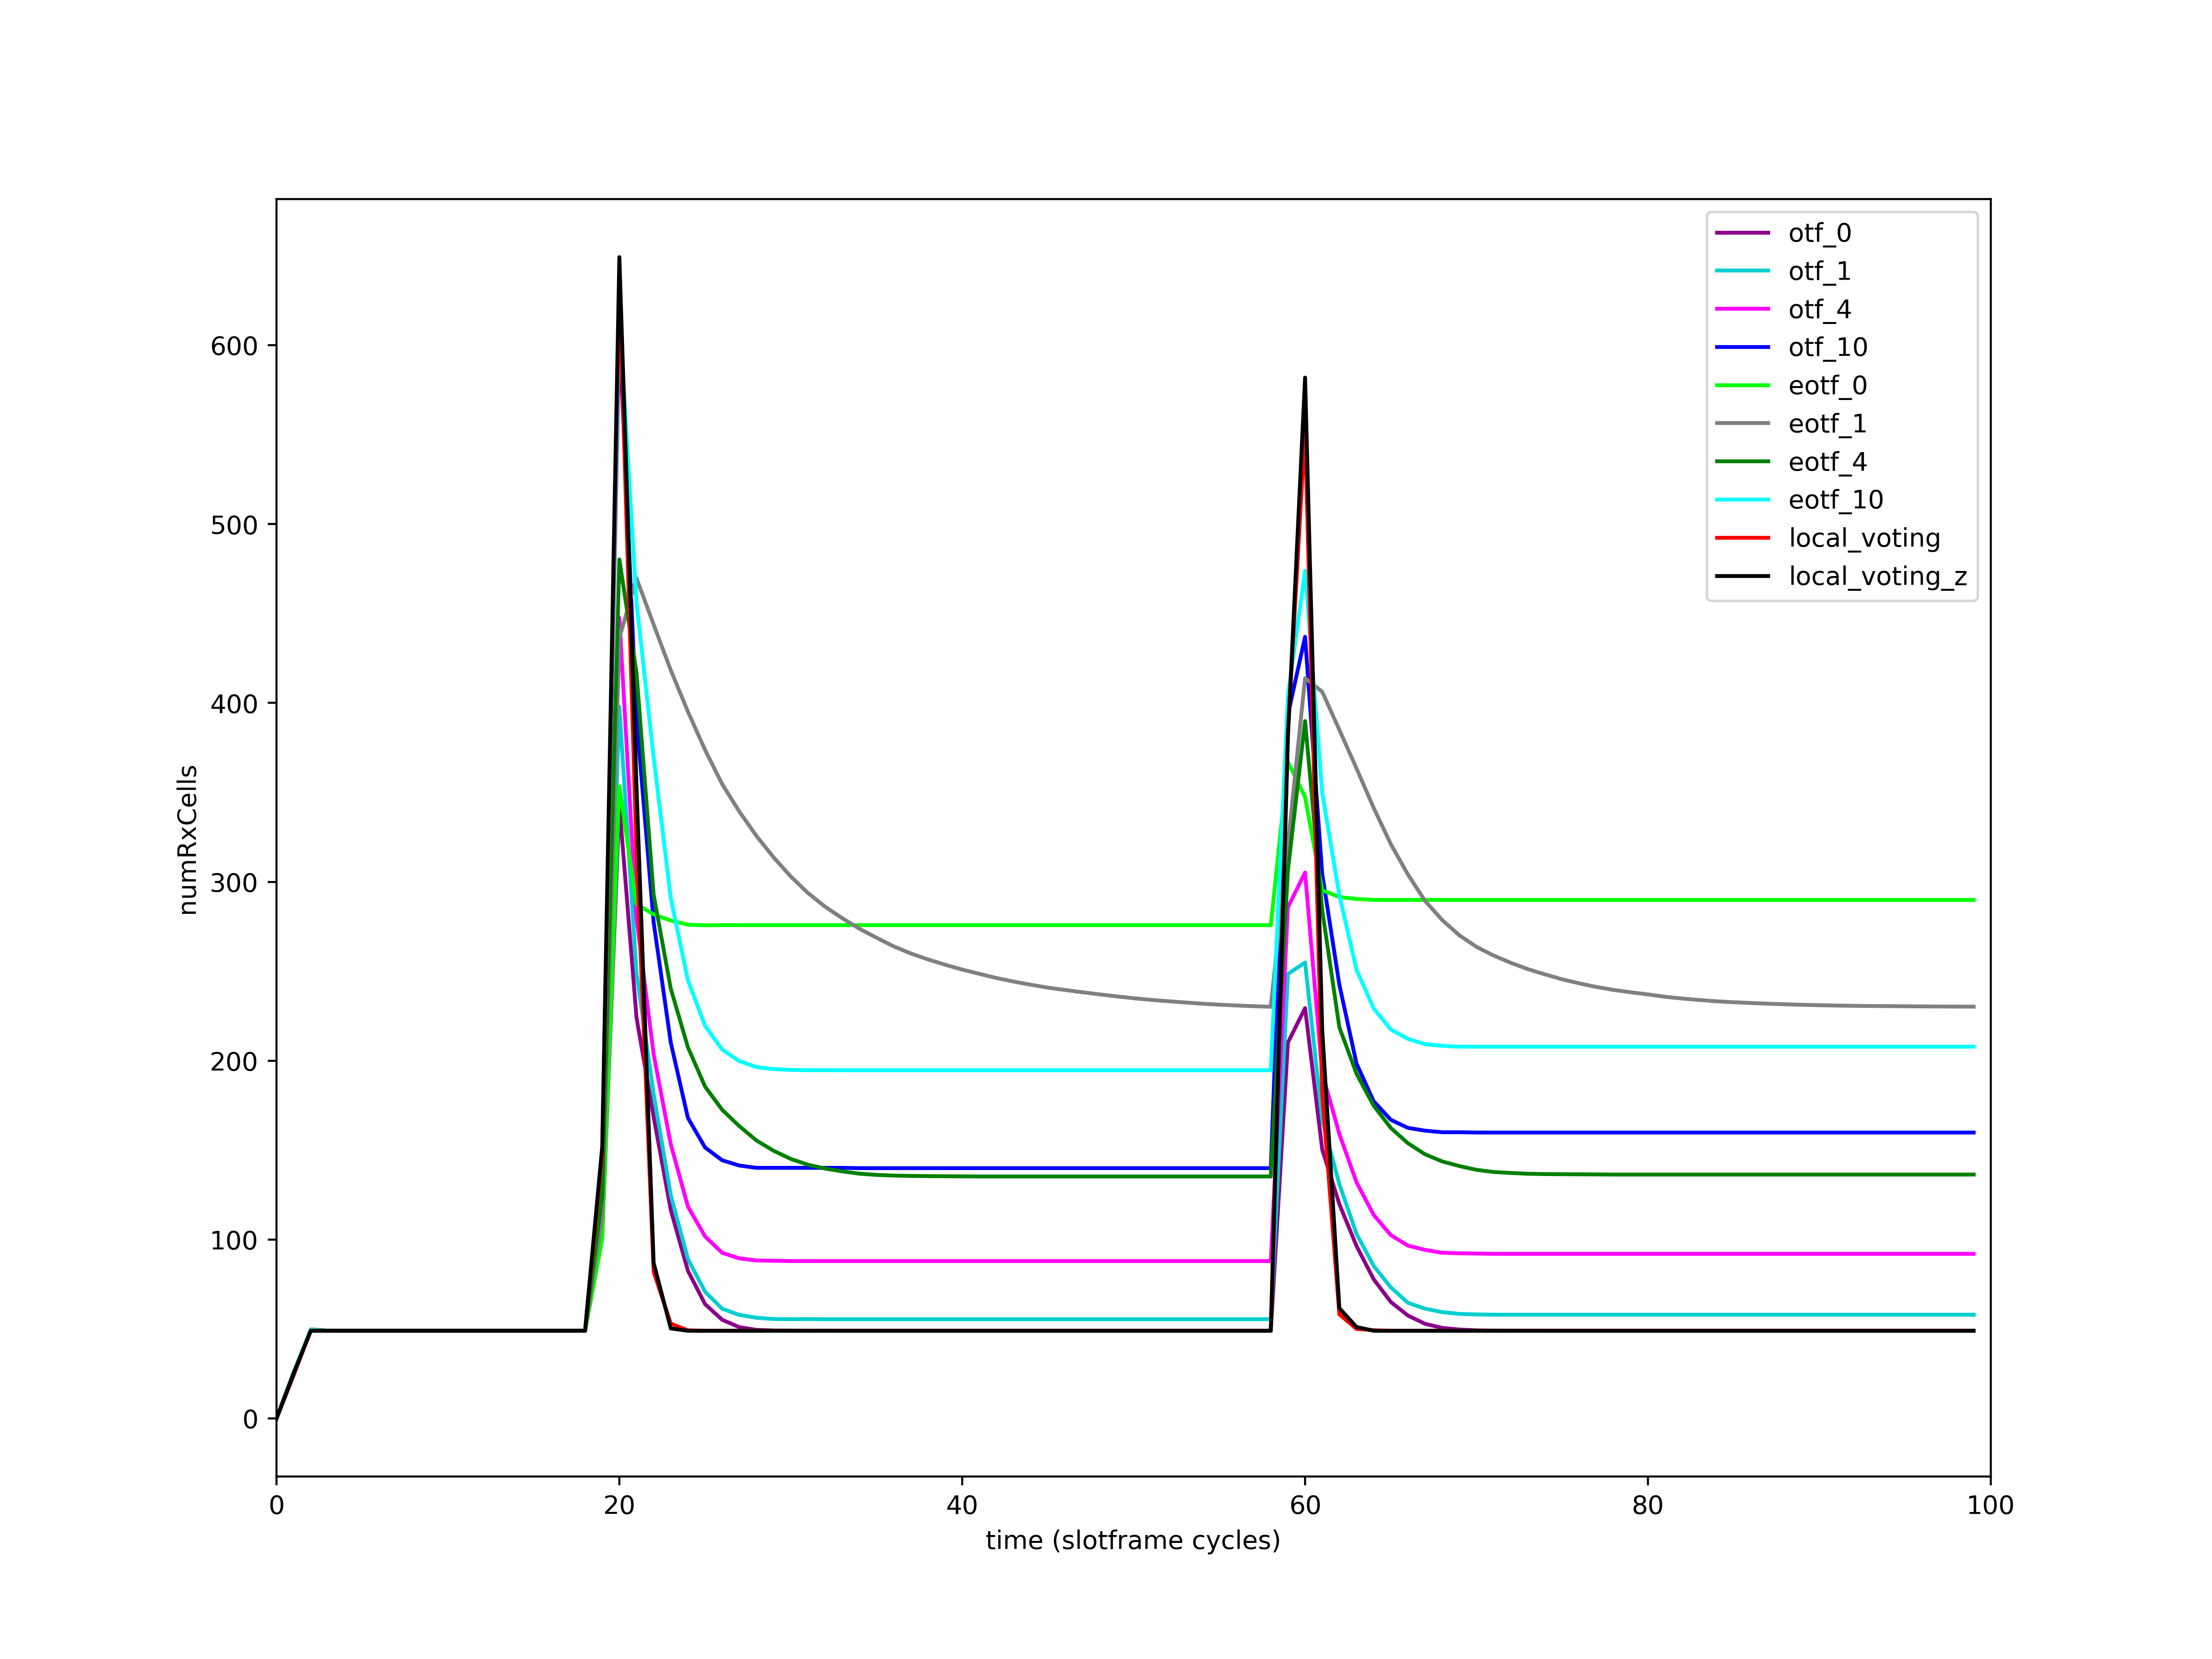 otf_0
otf_1
otf_4
otf_10
eotf_0
eotf_1
eotf_4
eotf_10
local_voting
local_voting_z
600
500
400
300
200
100
0
numRxCells
0 20 40 60 80 100
time (slotframe cycles)